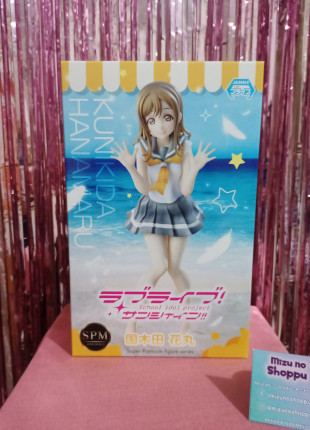 KUNIKIDA
HANAMARU
ラブライブ!
School idol project
サンシャイン!!
SPM
国木田 花丸
Super Premium Figure series
Mizu no
Shoppu